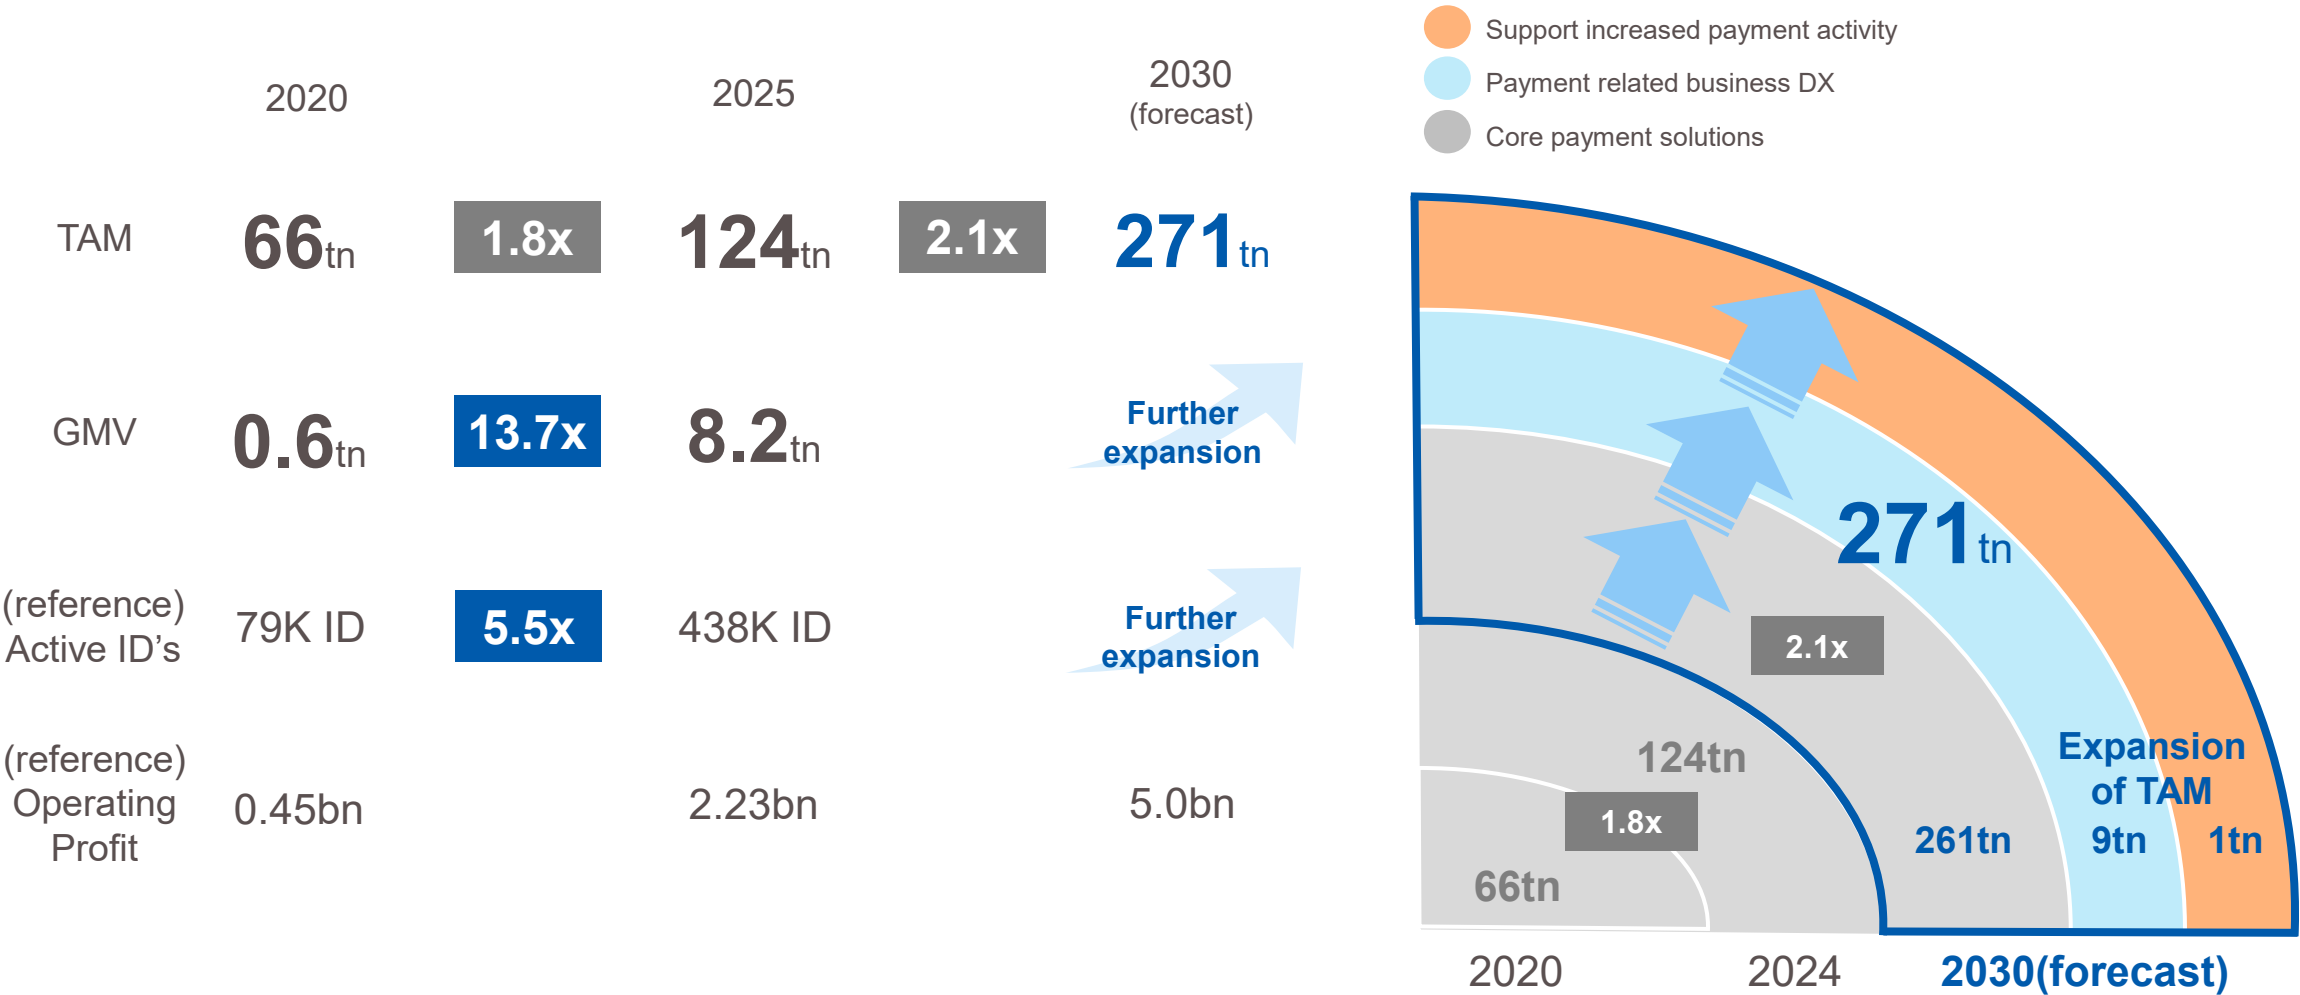 2020
2025
2030
(forecast)
TAM
66tn
1.8x
124tn
2.1x
271tn
GMV
0.6tn
13.7x
8.2tn
Further
expansion
(reference)
Active ID’s
79K ID
5.5x
438K ID
Further
expansion
(reference)
Operating
Profit
0.45bn
2.23bn
5.0bn
Support increased payment activity
Payment related business DX
Core payment solutions
271tn
2.1x
124tn
1.8x
66tn
Expansion
of TAM
261tn
9tn
1tn
2020
2024
2030(forecast)